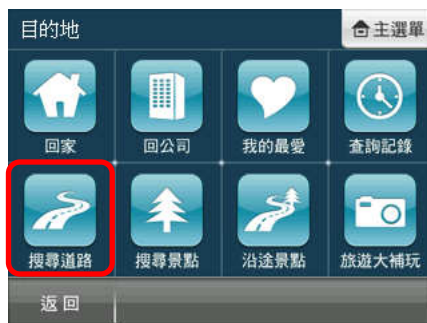 目的地
主選單
回家
回公司
我的最愛
查詢記錄
搜尋道路
搜尋景點
沿途景點
旅遊大補玩
返回